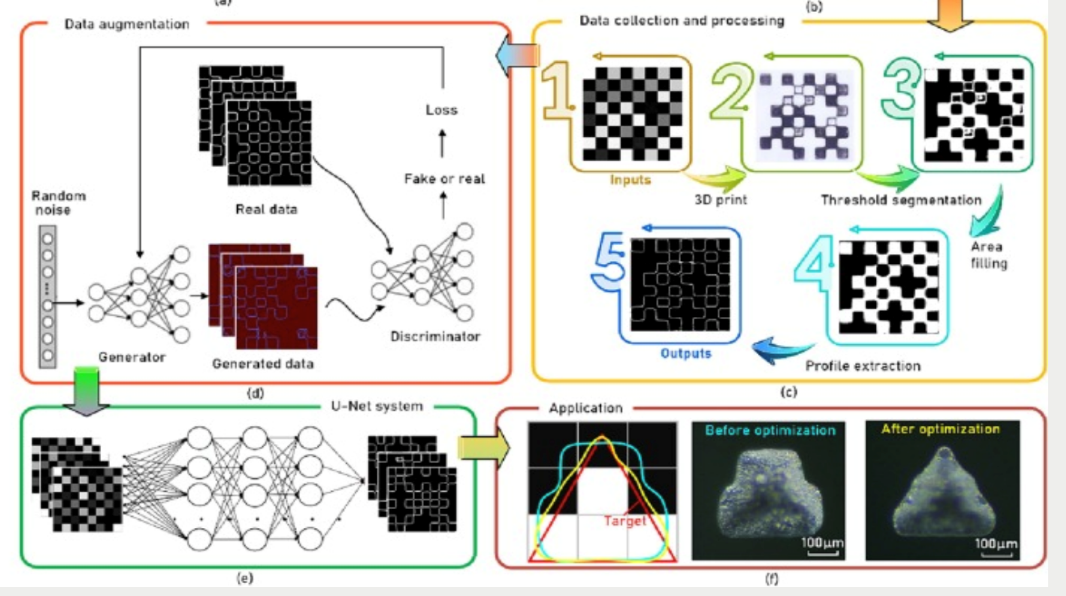 (a)
(b)
Data augmentation
Data collection and processing
1
2
3
Loss
Fake or real
Real data
Random
noise
Generator
Discriminator
Generated data
(d)
Inputs
3D print
Threshold segmentation
Area
filling
5
4
Outputs
Profile extraction
(c)
U-Net system
Application
Before optimization
After optimization
Target
100μm
100μm
(e)
(f)